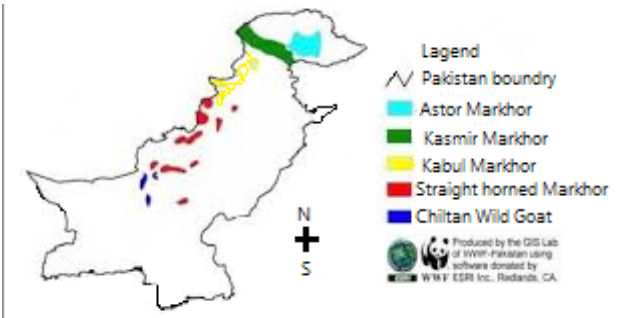 Lagend
Pakistan boundry
Astor Markhor
Kasmir Markhor
Kabul Markhor
Straight horned Markhor
Chiltan Wild Goat
N
S
Produced by the GIS Lab
of WWF-Pakistan using
software donated by
ESRI Inc., Redlands, CA.
ESRI
WWF